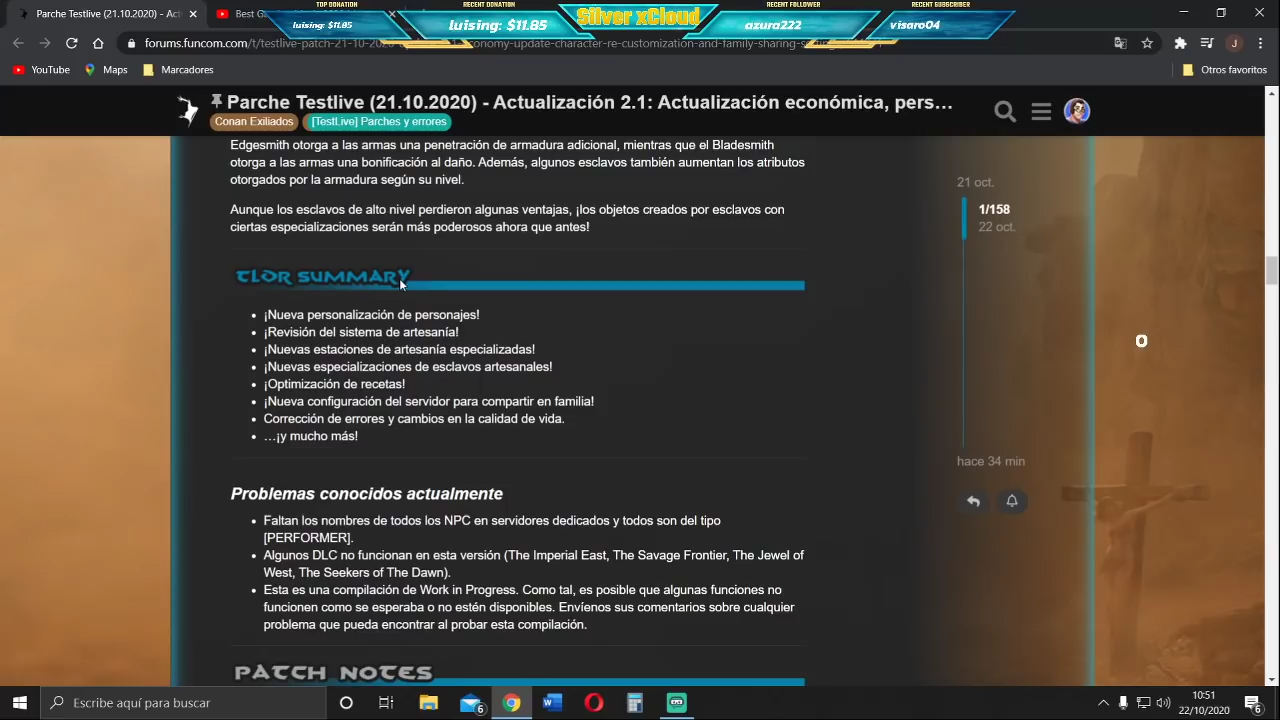 Parche Testlive (21.10.2020) - Act
Best G
TOP DONATION
luising: $11.85
RECENT DONATION
luising: $11.85
Silver xCloud
RECENT FOLLOWER
azura222
RECENT SUBSCRIBER
visaro04
YouTube
Maps
Marcadores
Otros favoritos
Parche Testlive (21.10.2020) - Actualización 2.1: Actualización económica, pers…
Conan Exiliados
[TestLive] Parches y errores
Edgesmith otorga a las armas una penetración de armadura adicional, mientras que el Bladesmith
otorga a las armas una bonificación al daño. Además, algunos esclavos también aumentan los atributos
otorgados por la armadura según su nivel.
Aunque los esclavos de alto nivel perdieron algunas ventajas, ¡los objetos creados por esclavos con
ciertas especializaciones serán más poderosos ahora que antes!
TLDR SUMMARY
¡Nueva personalización de personajes!
¡Revisión del sistema de artesanía!
¡Nuevas estaciones de artesanía especializadas!
¡Nuevas especializaciones de esclavos artesanales!
¡Optimización de recetas!
¡Nueva configuración del servidor para compartir en familia!
Corrección de errores y cambios en la calidad de vida.
…¡y mucho más!
Problemas conocidos actualmente
Faltan los nombres de todos los NPC en servidores dedicados y todos son del tipo
[PERFORMER].
Algunos DLC no funcionan en esta versión (The Imperial East, The Savage Frontier, The Jewel of
West, The Seekers of The Dawn).
Esta es una compilación de Work in Progress. Como tal, es posible que algunas funciones no
funcionen como se esperaba o no estén disponibles. Envíenos sus comentarios sobre cualquier
problema que pueda encontrar al probar esta compilación.
PATCH NOTES
21 oct.
1/158
22 oct.
hace 34 min
0
J
Escribe aquí para buscar
6
W
10:51
22/10/2020
6